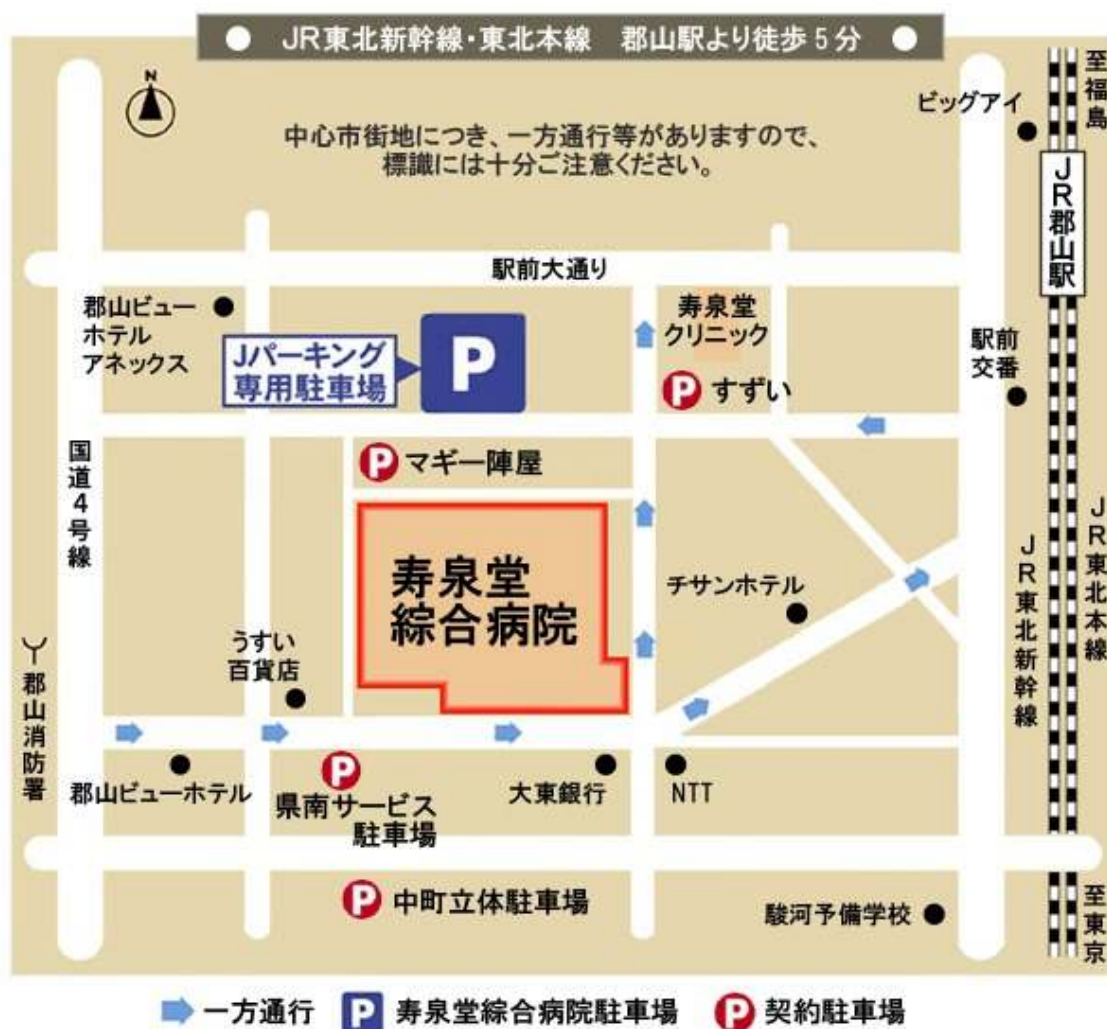 ● JR東北新幹線・東北本線 郡山駅より徒歩5分 ●
N
中心市街地につき、一方通行等がありますので、
標識には十分ご注意ください。
ビッグアイ
至福島
JR郡山駅
駅前大通り
郡山ビュー
ホテル
アネックス
Jパーキング
専用駐車場
P
寿泉堂
クリニック
P すずい
駅前
交番
国道4号線
P マギー陣屋
寿泉堂
綜合病院
チサンホテル
JR東北新幹線
JR東北本線
うすい
百貨店
郡山消防署
郡山ビューホテル
P
県南サービス
駐車場
大東銀行
NTT
P 中町立体駐車場
駿河予備学校
至東京
一方通行 P 寿泉堂綜合病院駐車場 P 契約駐車場